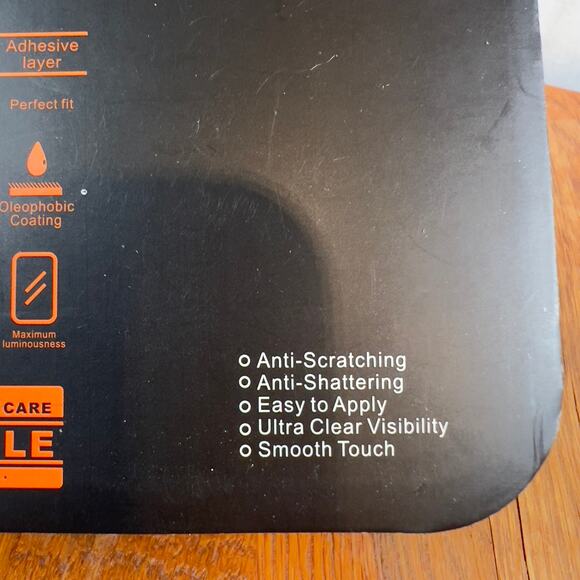 Adhesive
layer
Perfect fit
Oleophobic
Coating
Maximum
luminousness
CARE
LE
Anti-Scratching
Anti-Shattering
Easy to Apply
Ultra Clear Visibility
Smooth Touch